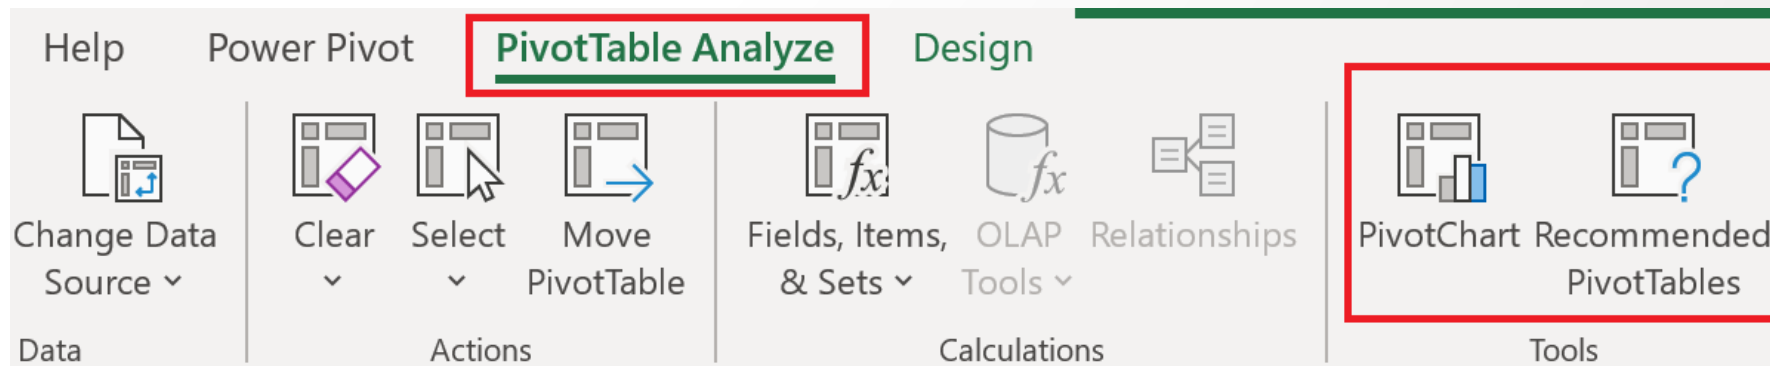 Help Power Pivot PivotTable Analyze Design
Change Data Source
Clear
Select
Move PivotTable
Fields, Items, & Sets
OLAP Tools
Relationships
PivotChart
Recommended PivotTables
Data Actions Calculations Tools